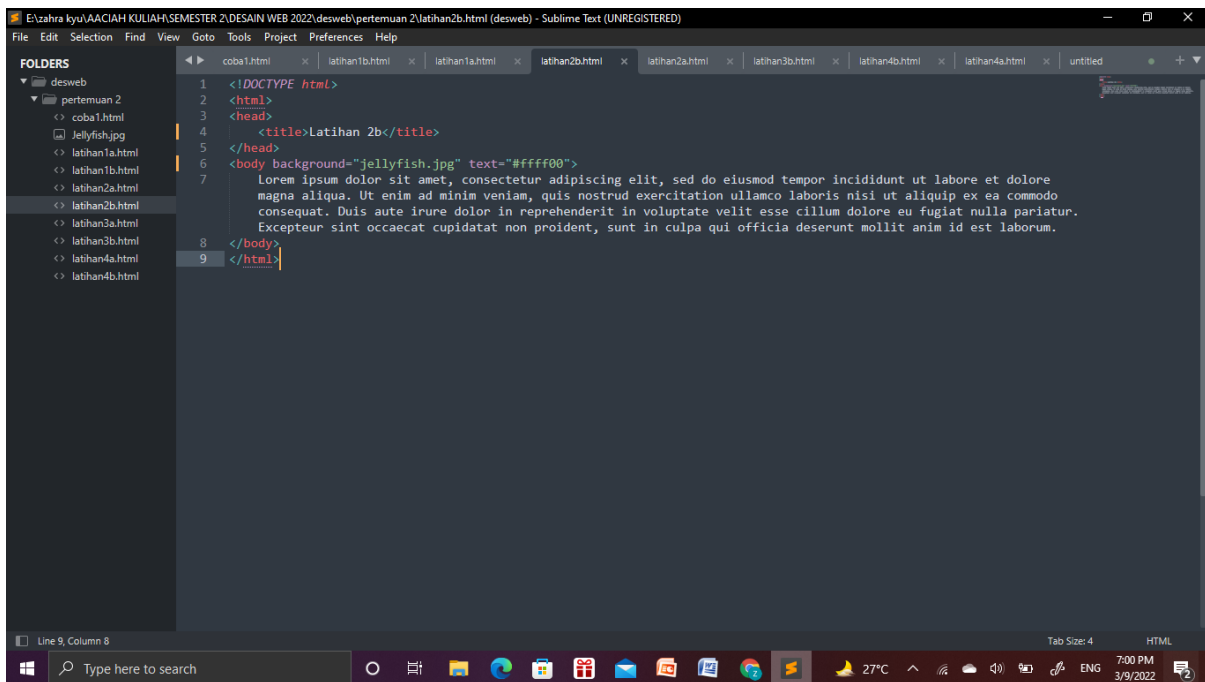 E:\zahra kyu\AACIAH KULIAH\SEMESTER 2\DESAIN WEB 2022\desweb\pertemuan 2\latihan2b.html (desweb) - Sublime Text (UNREGISTERED)
File Edit Selection Find View Goto Tools Project Preferences Help
FOLDERS
desweb
pertemuan 2
coba1.html
Jellyfish.jpg
latihan1a.html
latihan1b.html
latihan2a.html
latihan2b.html
latihan3a.html
latihan3b.html
latihan4a.html
latihan4b.html
coba1.html latihan1b.html latihan1a.html latihan2b.html latihan2a.html latihan3b.html latihan4b.html latihan4a.html untitled
1 <!DOCTYPE html>
2 <html>
3 <head>
4 <title>Latihan 2b</title>
5 </head>
6 <body background="jellyfish.jpg" text="#ffff00">
7 Lorem ipsum dolor sit amet, consectetur adipiscing elit, sed do eiusmod tempor incididunt ut labore et dolore
magna aliqua. Ut enim ad minim veniam, quis nostrud exercitation ullamco laboris nisi ut aliquip ex ea commodo
consequat. Duis aute irure dolor in reprehenderit in voluptate velit esse cillum dolore eu fugiat nulla pariatur.
Excepteur sint occaecat cupidatat non proident, sunt in culpa qui officia deserunt mollit anim id est laborum.
8 </body>
9 </html>
Line 9, Column 8 Tab Size: 4 HTML
Type here to search 27°C ENG 7:00 PM
3/9/2022 2